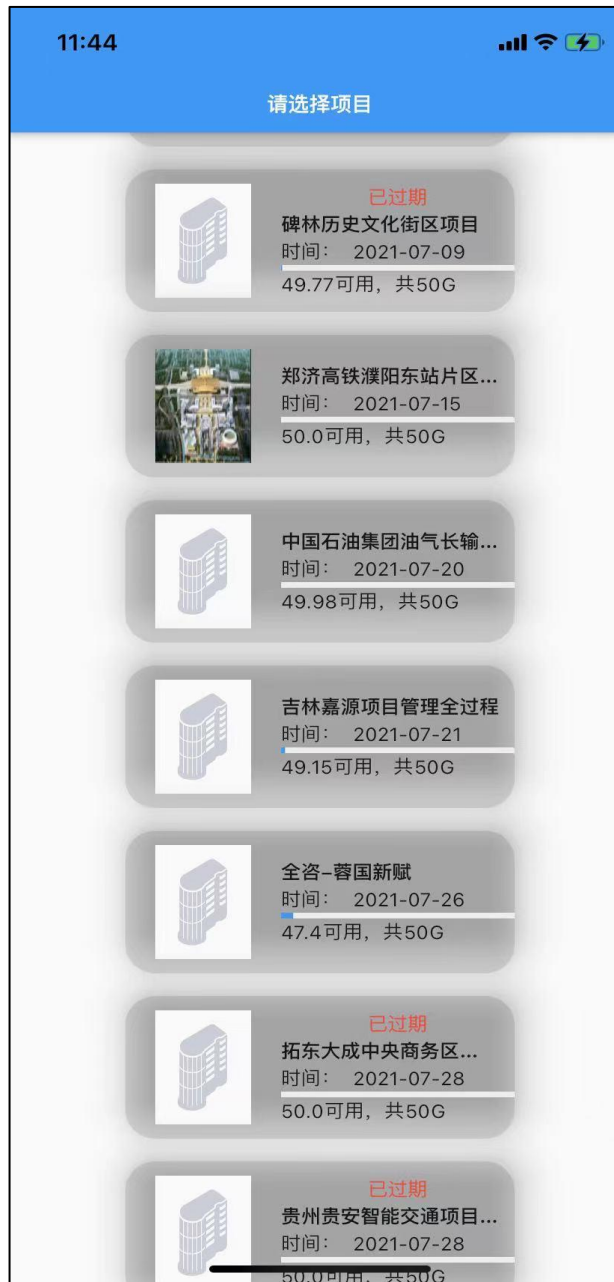 11:44
请选择项目
已过期
碑林历史文化街区项目
时间： 2021-07-09
49.77可用，共50G
郑济高铁濮阳东站片区...
时间： 2021-07-15
50.0可用，共50G
中国石油集团油气长输...
时间： 2021-07-20
49.98可用，共50G
吉林嘉源项目管理全过程
时间： 2021-07-21
49.15可用，共50G
全咨-蓉国新赋
时间： 2021-07-26
47.4可用，共50G
已过期
拓东大成中央商务区...
时间： 2021-07-28
50.0可用，共50G
已过期
贵州贵安智能交通项目...
时间： 2021-07-28
50.0可用，共50G